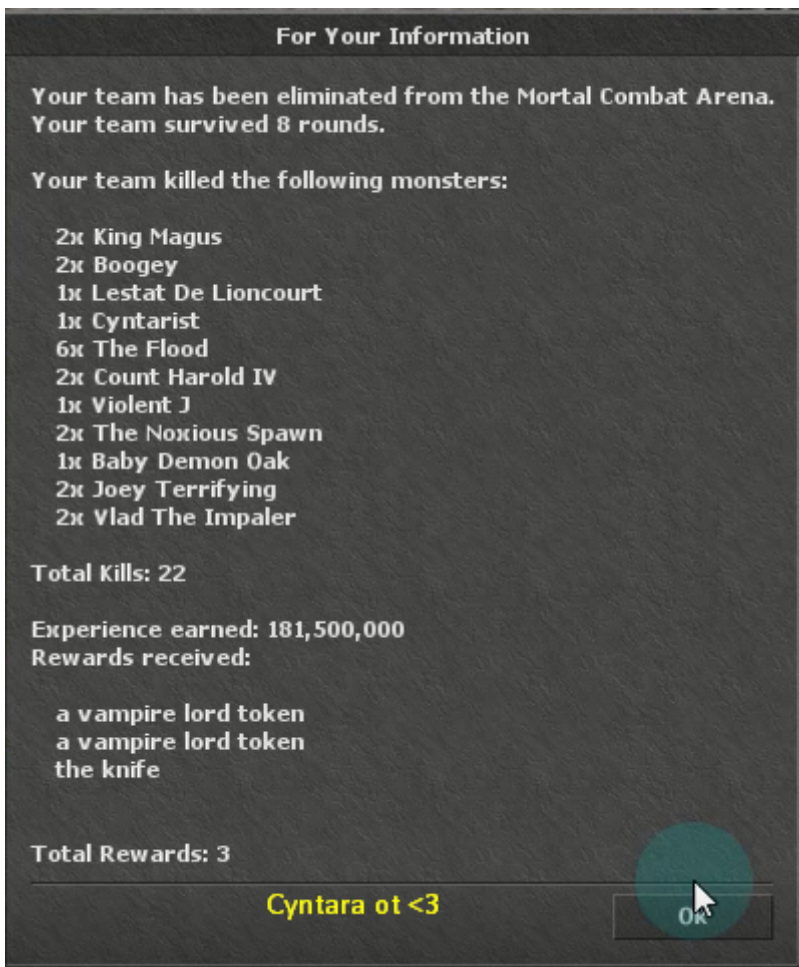 For Your Information
Your team has been eliminated from the Mortal Combat Arena.
Your team survived 8 rounds.
Your team killed the following monsters:
2x King Magus
2x Boogey
1x Lestat De Lioncourt
1x Cyntarist
6x The Flood
2x Count Harold IV
1x Violent J
2x The Noxious Spawn
1x Baby Demon Oak
2x Joey Terrifying
2x Vlad The Impaler
Total Kills: 22
Experience earned: 181,500,000
Rewards received:
a vampire lord token
a vampire lord token
the knife
Total Rewards: 3
Cyntara ot <3
Ok